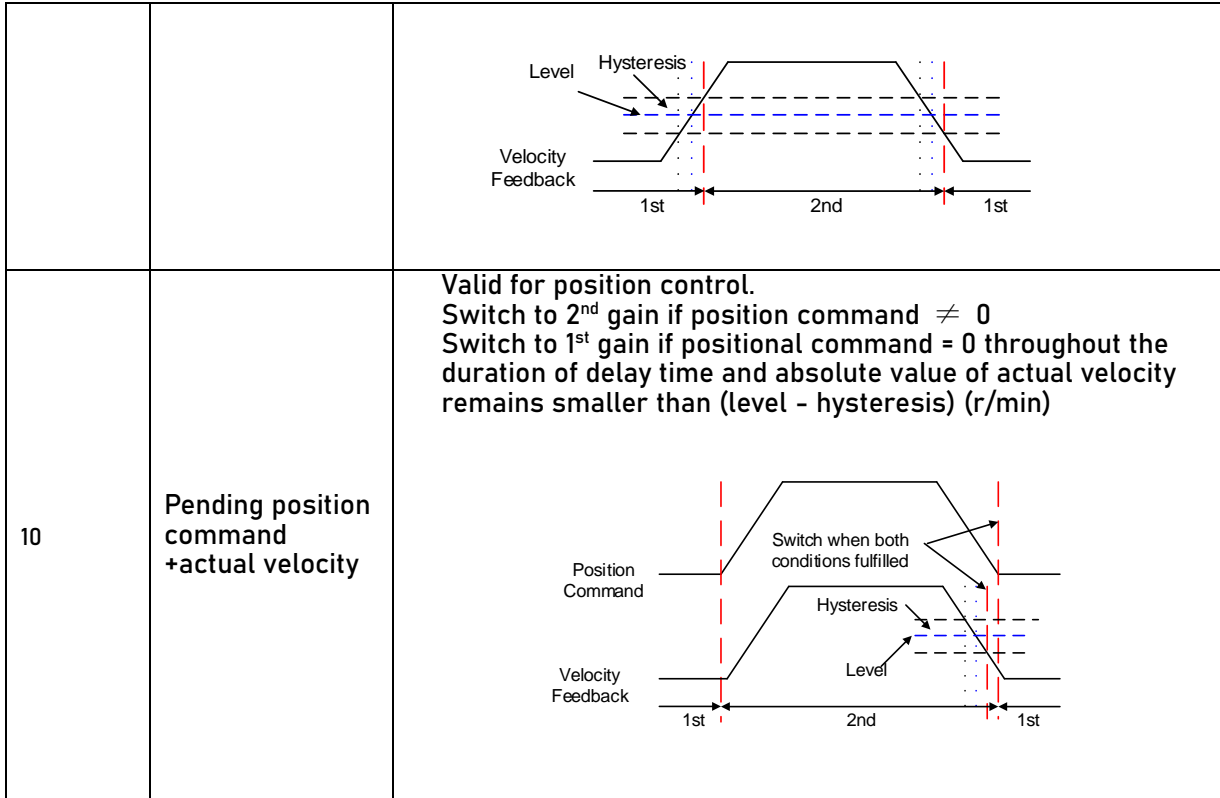 Level
Hysteresis
Velocity
Feedback
1st
2nd
1st
10
Pending position
command
+actual velocity
Valid for position control.
Switch to 2nd gain if position command ≠ 0
Switch to 1st gain if positional command = 0 throughout the
duration of delay time and absolute value of actual velocity
remains smaller than (level - hysteresis) (r/min)
Position
Command
Switch when both
conditions fulfilled
Hysteresis
Level
Velocity
Feedback
1st
2nd
1st